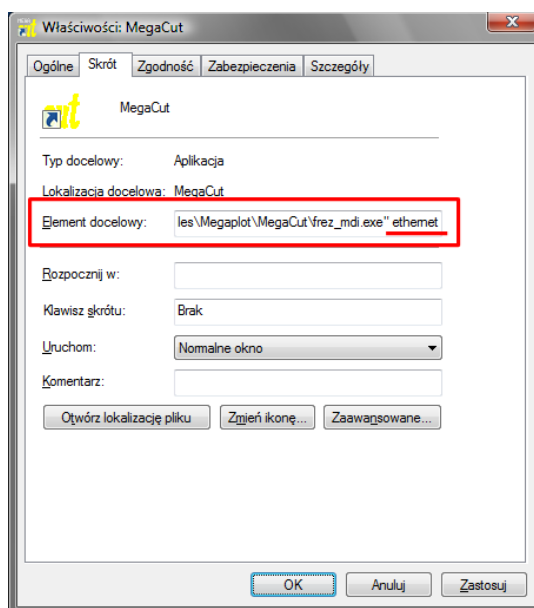 Właściwości: MegaCut
Ogólne Skrót Zgodność Zabezpieczenia Szczegóły
MegaCut
Typ docelowy: Aplikacja
Lokalizacja docelowa: MegaCut
Element docelowy: les\Megaplot\MegaCut\frez_mdi.exe" ethernet
Rozpocznij w:
Klawisz skrótu: Brak
Uruchom: Normalne okno
Komentarz:
Otwórz lokalizację pliku Zmień ikonę... Zaawansowane...
OK Anuluj Zastosuj